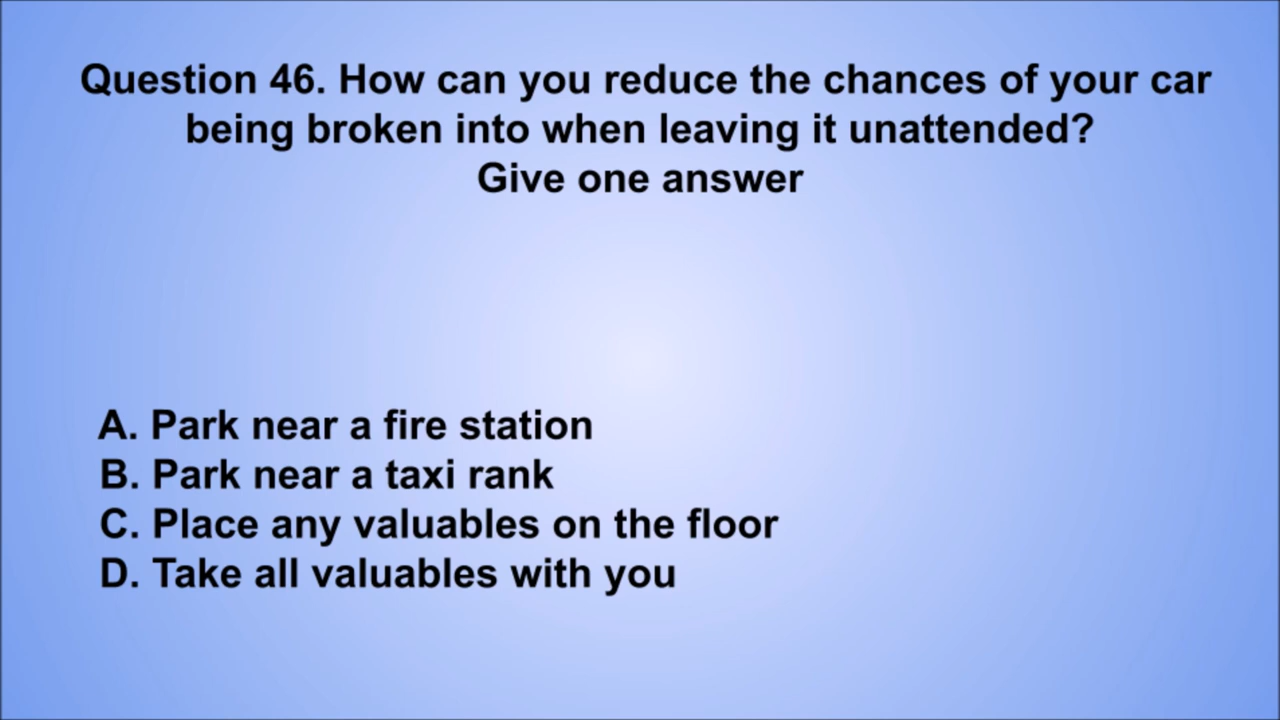 Question 46. How can you reduce the chances of your car
being broken into when leaving it unattended?
Give one answer
A. Park near a fire station
B. Park near a taxi rank
C. Place any valuables on the floor
D. Take all valuables with you